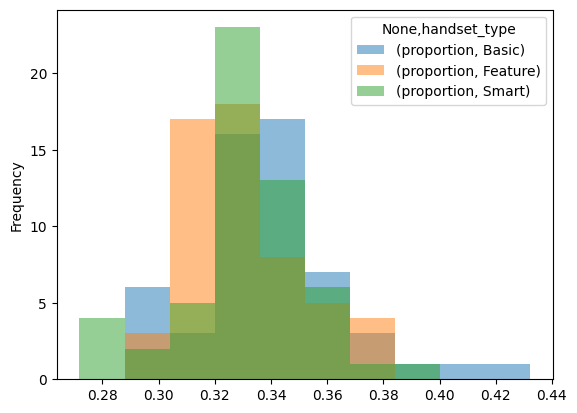 None,handset_type
(proportion, Basic)
(proportion, Feature)
(proportion, Smart)
Frequency
20
15
10
5
0
0.28 0.30 0.32 0.34 0.36 0.38 0.40 0.42 0.44